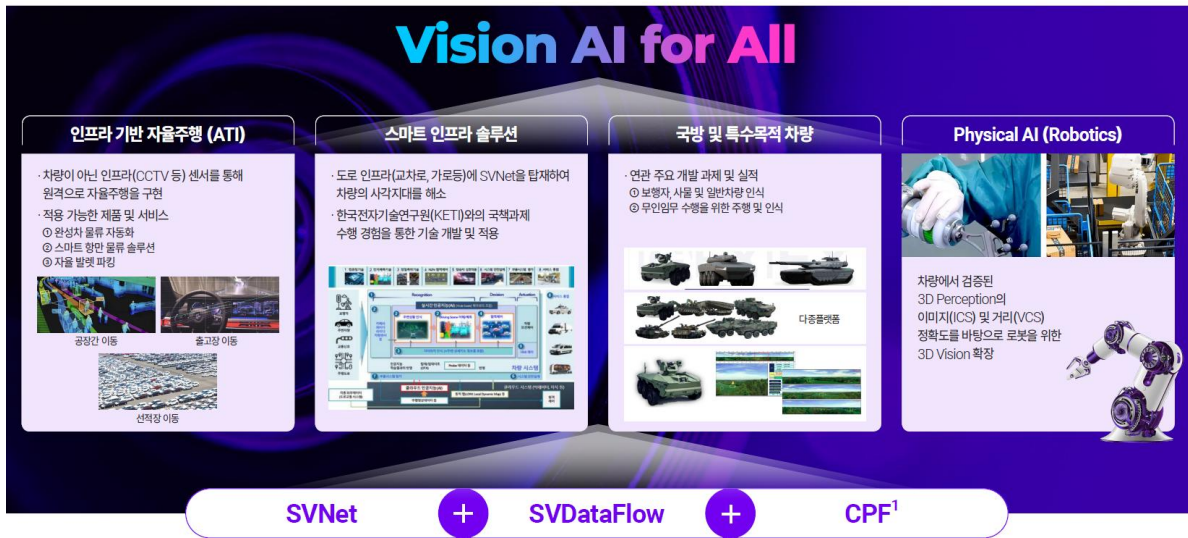 Vision AI for All
인프라 기반 자율주행 (ATI)
· 차량이 아닌 인프라(CCTV 등) 센서를 통해
원격으로 자율주행을 구현
· 적용 가능한 제품 및 서비스
① 완성차 물류 자동화
② 스마트 항만 물류 솔루션
③ 자율 발렛 파킹
공장간 이동
출고장 이동
선적장 이동
스마트 인프라 솔루션
· 도로 인프라(교차로, 가로등)에 SVNet을 탑재하여
차량의 사각지대를 해소
· 한국전자기술연구원(KETI)와의 국책과제
수행 경험을 통한 기술 개발 및 적용
Recognition
Decision
Actuation
차량 시스템
국방 및 특수목적 차량
· 연관 주요 개발 과제 및 실적
① 보행자, 사물 및 일반차량 인식
② 무인임무 수행을 위한 주행 및 인식
다종플랫폼
Physical AI (Robotics)
차량에서 검증된
3D Perception의
이미지(ICS) 및 거리(VCS)
정확도를 바탕으로 로봇을 위한
3D Vision 확장
SVNet + SVDataFlow + CPF1